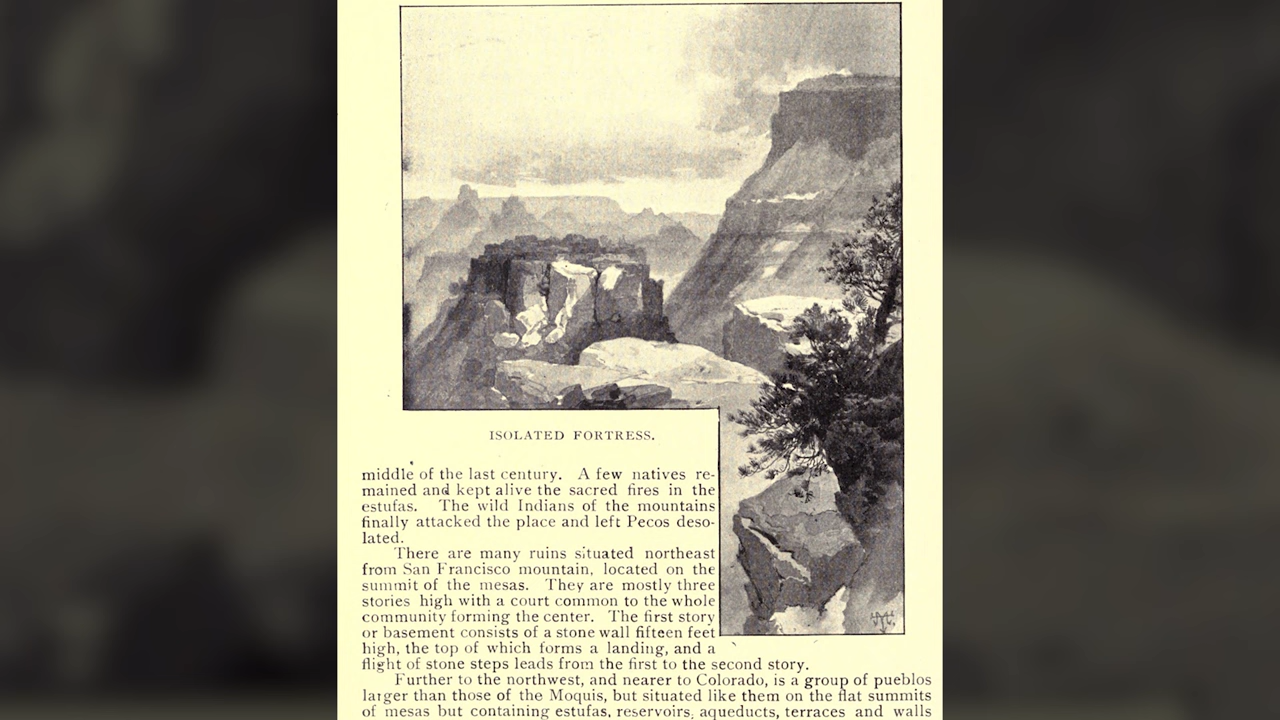 ISOLATED FORTRESS.
middle of the last century. A few natives re-
mained and kept alive the sacred fires in the
estufas. The wild Indians of the mountains
finally attacked the place and left Pecos deso-
lated.
There are many ruins situated northeast
from San Francisco mountain, located on the
summit of the mesas. They are mostly three
stories high with a court common to the whole
community forming the center. The first story
or basement consists of a stone wall fifteen feet
high, the top of which forms a landing, and a
flight of stone steps leads from the first to the second story.
Further to the northwest, and nearer to Colorado, is a group of pueblos
larger than those of the Moquis, but situated like them on the flat summits
of mesas but containing estufas, reservoirs, aqueducts, terraces and walls